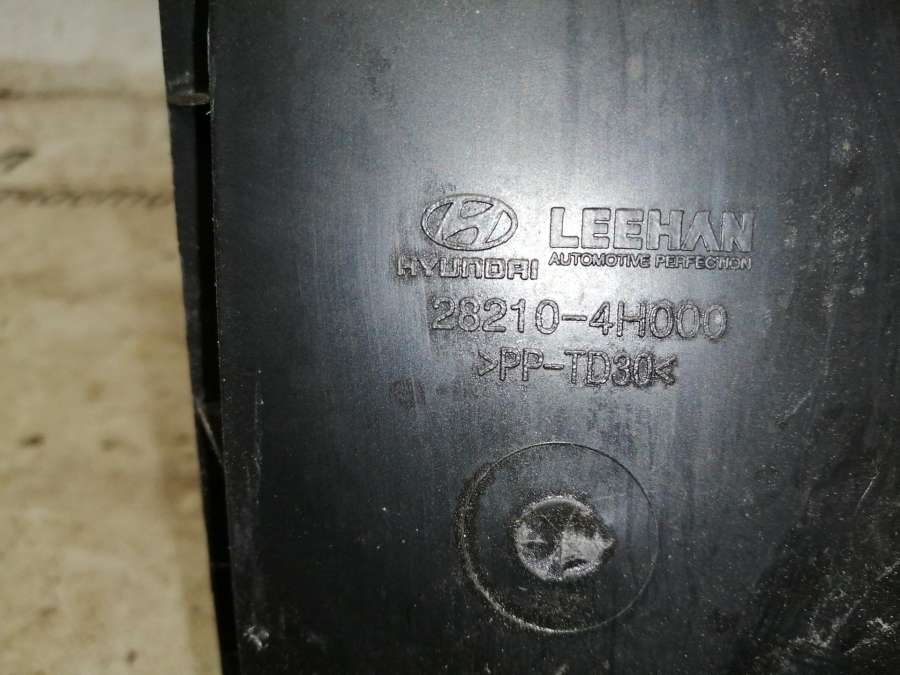 HYUNDAI
LEEHAN
AUTOMOTIVE PERFECTION
28210-4H000
>PP-TD30<